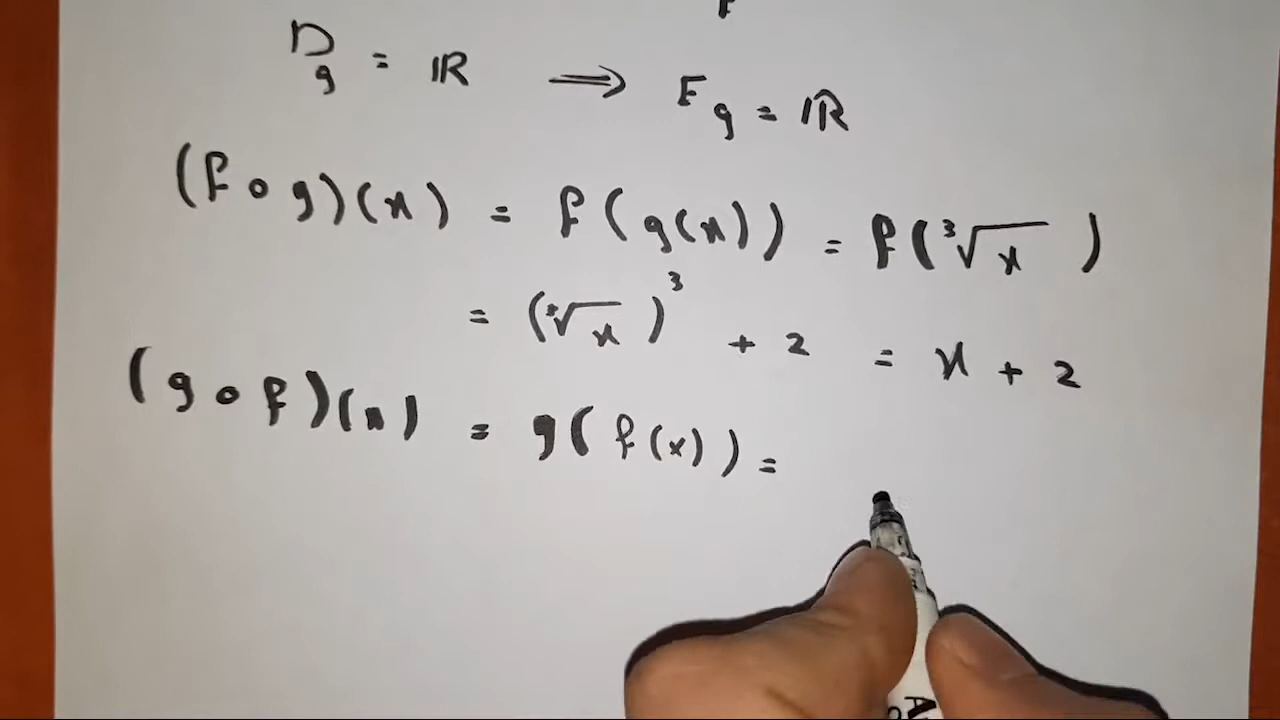 D_g = ℝ ⟹ F_g = ℝ
(f ∘ g)(x) = f(g(x)) = f(∛x)
= (∛x)³ + 2 = x + 2
(g ∘ f)(x) = g(f(x)) =